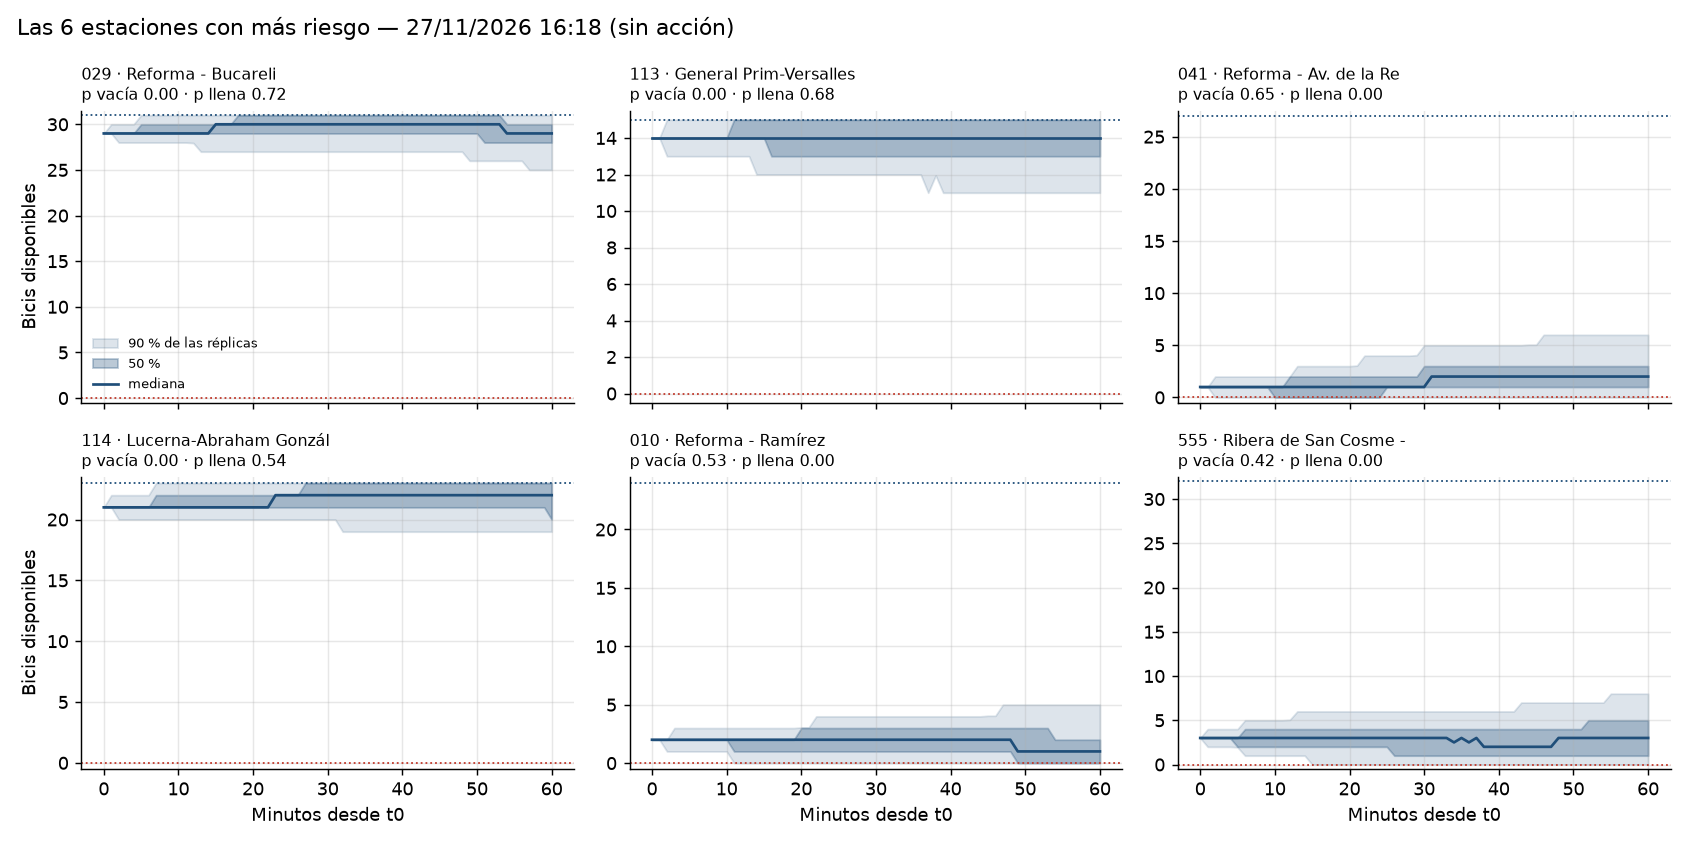 Las 6 estaciones con más riesgo — 27/11/2026 16:18 (sin acción)
029 · Reforma - Bucareli
p vacía 0.00 · p llena 0.72
113 · General Prim-Versalles
p vacía 0.00 · p llena 0.68
041 · Reforma - Av. de la Re
p vacía 0.65 · p llena 0.00
Bicis disponibles
30
25
20
15
10
5
0
90 % de las réplicas
50 %
mediana
14
12
10
8
6
4
2
0
25
20
15
10
5
0
114 · Lucerna-Abraham Gonzál
p vacía 0.00 · p llena 0.54
010 · Reforma - Ramírez
p vacía 0.53 · p llena 0.00
555 · Ribera de San Cosme -
p vacía 0.42 · p llena 0.00
Bicis disponibles
20
15
10
5
0
0 10 20 30 40 50 60
Minutos desde t0
20
15
10
5
0
0 10 20 30 40 50 60
Minutos desde t0
30
25
20
15
10
5
0
0 10 20 30 40 50 60
Minutos desde t0